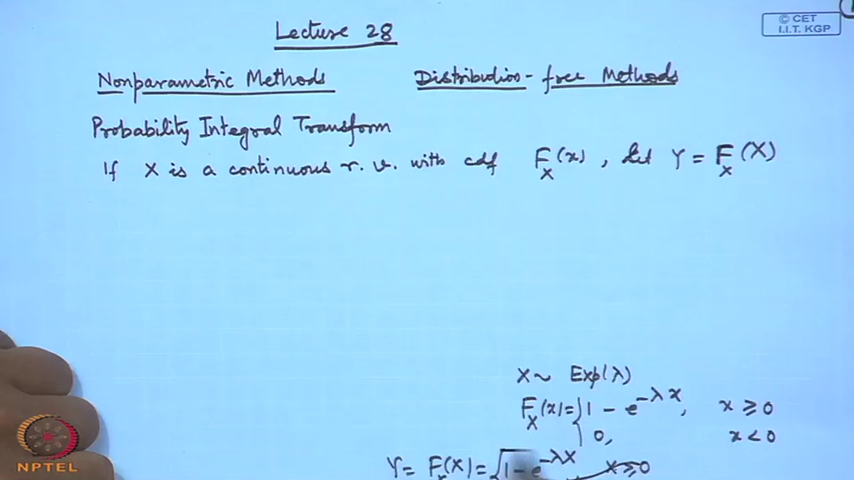 Lecture 28
© CET
I.I.T. KGP
Nonparametric Methods Distribution-free Methods
Probability Integral Transform
If X is a continuous r.v. with cdf F_X(x), let Y = F_X(X)
X ~ Exp(λ)
F_X(x) = { 1 - e^{-λx}, x ≥ 0
0, x < 0
Y = F_X(X) = 1 - e^{-λX} X ≥ 0
NPTEL